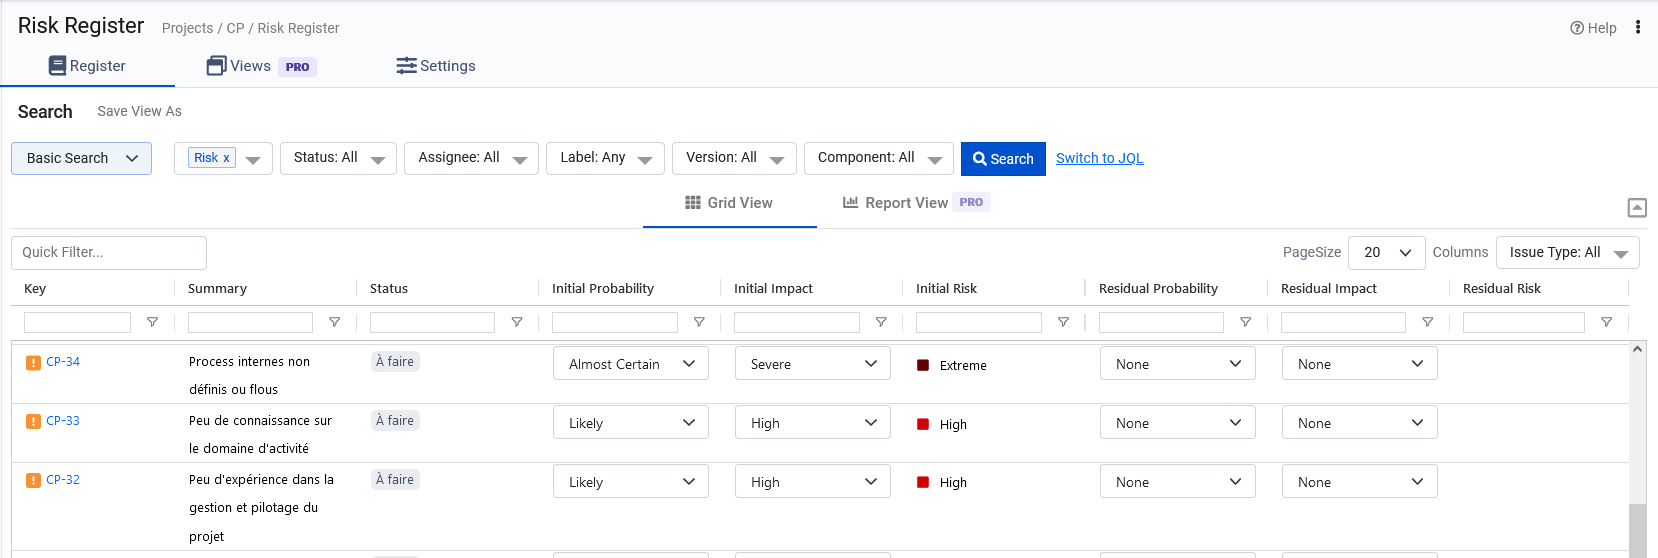 Risk Register Projects / CP / Risk Register Help
Register Views PRO Settings
Search Save View As
Basic Search Risk x Status: All Assignee: All Label: Any Version: All Component: All Search Switch to JQL
Grid View Report View PRO
Quick Filter... PageSize 20 Columns Issue Type: All
Key Summary Status Initial Probability Initial Impact Initial Risk Residual Probability Residual Impact Residual Risk
CP-34 Process internes non À faire Almost Certain Severe Extreme None None
définis ou flous
CP-33 Peu de connaissance sur À faire Likely High High None None
le domaine d'activité
CP-32 Peu d'expérience dans la À faire Likely High High None None
gestion et pilotage du
projet